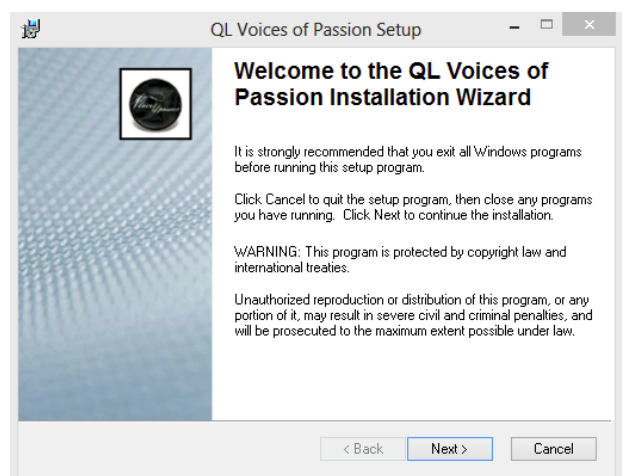 QL Voices of Passion Setup
Welcome to the QL Voices of
Passion Installation Wizard
It is strongly recommended that you exit all Windows programs
before running this setup program.
Click Cancel to quit the setup program, then close any programs
you have running. Click Next to continue the installation.
WARNING: This program is protected by copyright law and
international treaties.
Unauthorized reproduction or distribution of this program, or any
portion of it, may result in severe civil and criminal penalties, and
will be prosecuted to the maximum extent possible under law.
< Back Next > Cancel